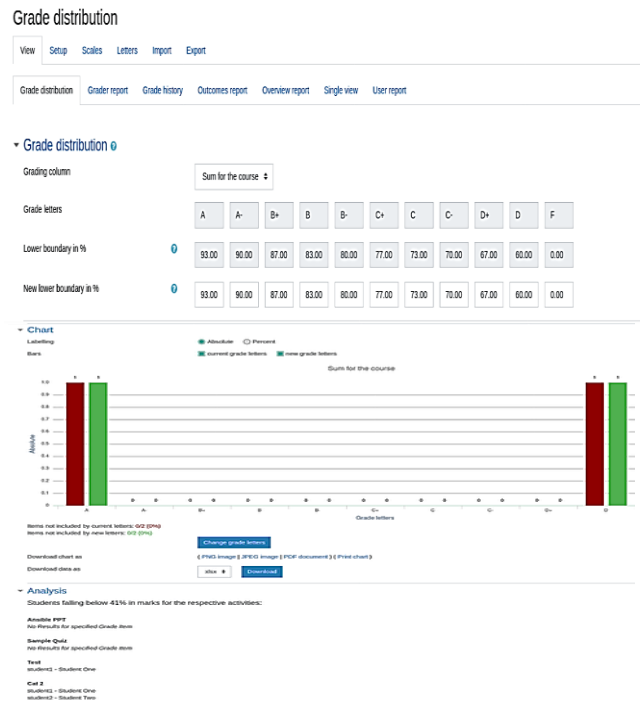 Grade distribution
View Setup Scales Letters Import Export
Grade distribution Grader report Grade history Outcomes report Overview report Single view User report
Grade distribution
Grading column Sum for the course
Grade letters A A- B+ B B- C+ C C- D+ D F
Lower boundary in % 93.00 90.00 87.00 83.00 80.00 77.00 73.00 70.00 67.00 60.00 0.00
New lower boundary in % 93.00 90.00 87.00 83.00 80.00 77.00 73.00 70.00 67.00 60.00 0.00
Chart
Labelling Absolute Percent
Bars current grade letters new grade letters
Sum for the course
1.0
0.9
0.8
0.7
0.6
0.5
0.4
0.3
0.2
0.1
0
Absolute
A A- B+ B B- C+ C C- D+ D
Grade letters
Items not included by current letters: 0/2 (0%)
Items not included by new letters: 0/2 (0%)
Change grade letters
Download chart as ( PNG image | JPEG image | PDF document ) ( Print chart )
Download data as xlsx Download
Analysis
Students falling below 41% in marks for the respective activities:
Ansible PPT
No Results for specified Grade Item
Sample Quiz
No Results for specified Grade Item
Test
student1 - Student One
Cat 2
student1 - Student One
student2 - Student Two